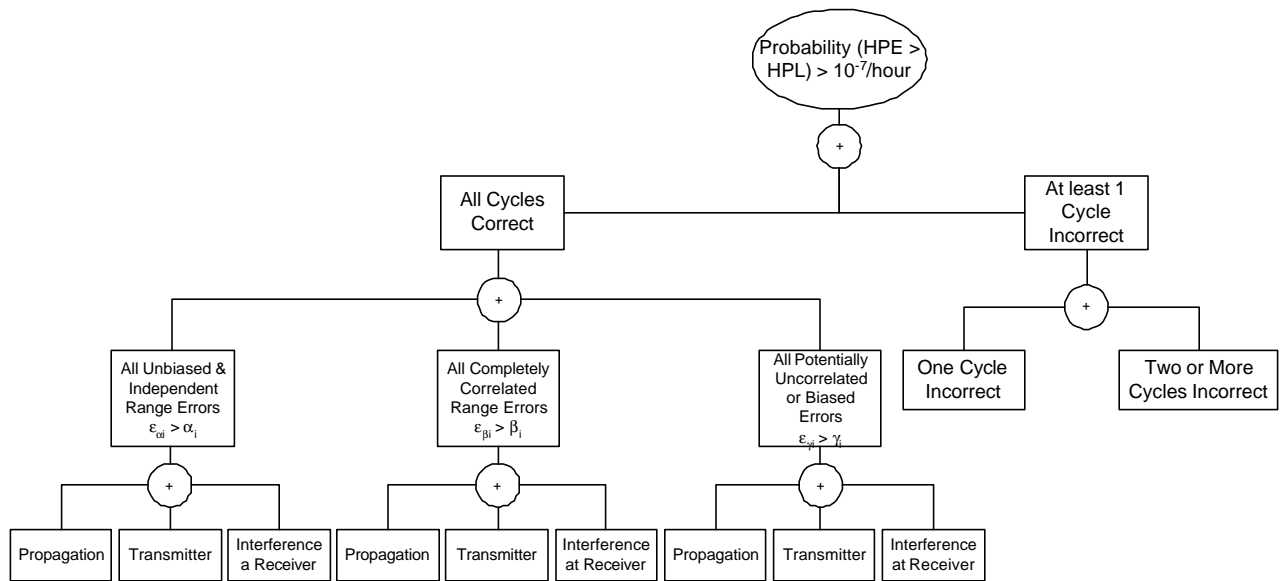 Probability (HPE >
HPL) > 10⁻⁷/hour
+
All Cycles
Correct
At least 1
Cycle
Incorrect
+
+
All Unbiased &
Independent
Range Errors
εαi > αi
All Completely
Correlated
Range Errors
εβi > βi
All Potentially
Uncorrelated
or Biased
Errors
εγi > γi
One Cycle
Incorrect
Two or More
Cycles Incorrect
+
+
+
Propagation
Transmitter
Interference
a Receiver
Propagation
Transmitter
Interference
at Receiver
Propagation
Transmitter
Interference
at Receiver